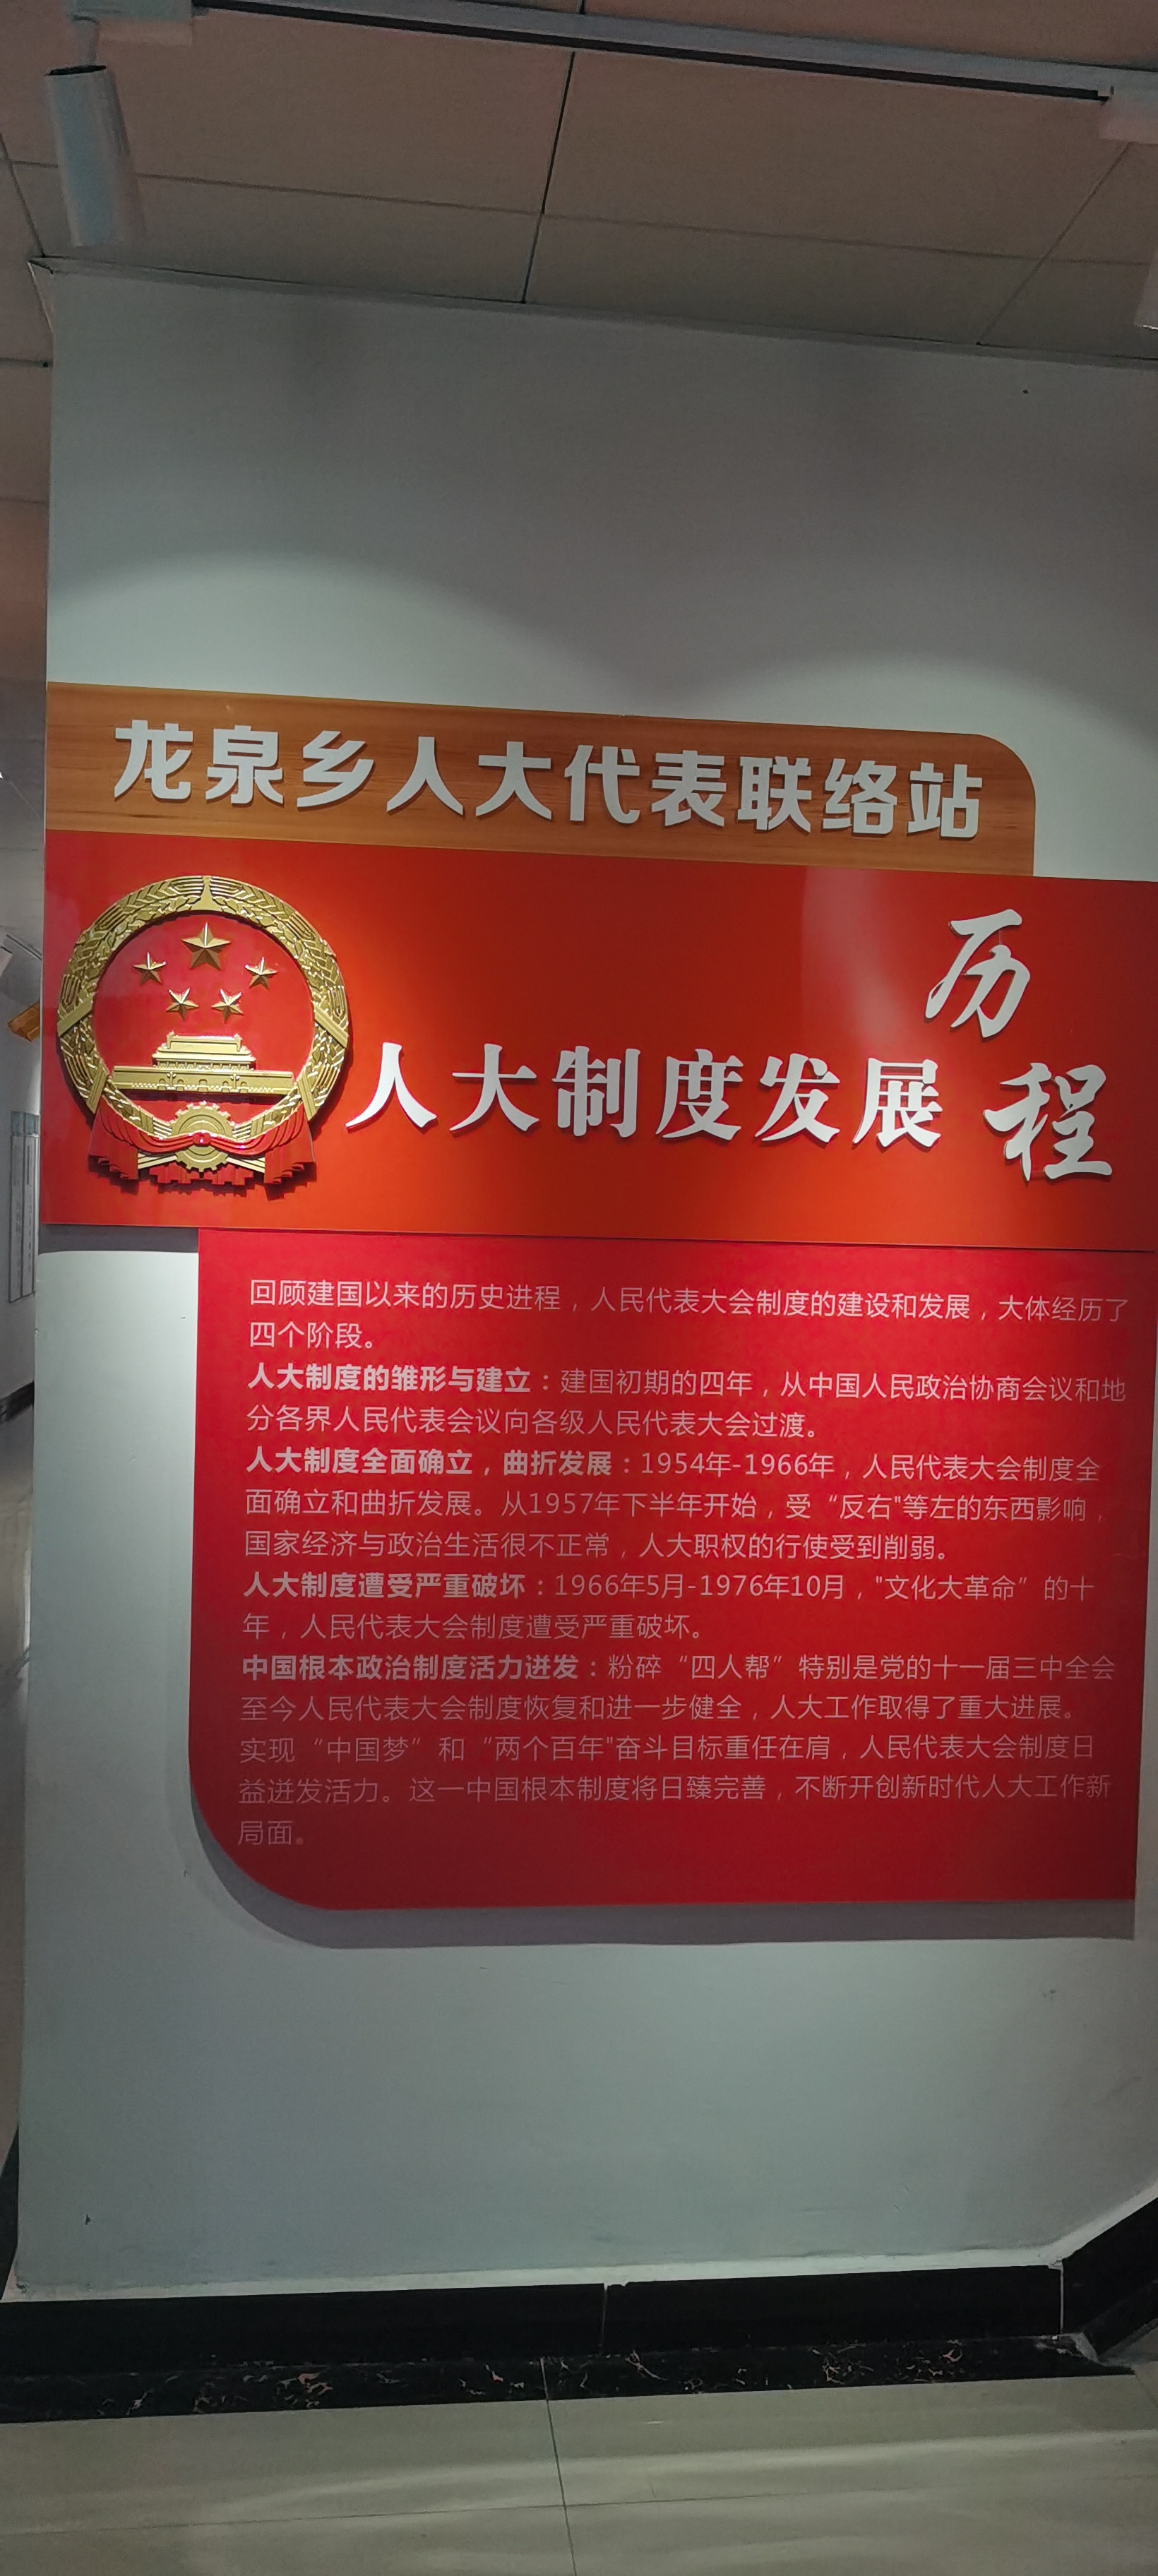 龙泉乡人大代表联络站
人大制度发展历程
回顾建国以来的历史进程，人民代表大会制度的建设和发展，大体经历了
四个阶段。
人大制度的雏形与建立：建国初期的四年，从中国人民政治协商会议和地
分各界人民代表会议向各级人民代表大会过渡。
人大制度全面确立，曲折发展：1954年-1966年，人民代表大会制度全
面确立和曲折发展。从1957年下半年开始，受“反右"等左的东西影响，
国家经济与政治生活很不正常，人大职权的行使受到削弱。
人大制度遭受严重破坏：1966年5月-1976年10月，"文化大革命”的十
年，人民代表大会制度遭受严重破坏。
中国根本政治制度活力迸发：粉碎“四人帮”特别是党的十一届三中全会
至今人民代表大会制度恢复和进一步健全，人大工作取得了重大进展。
实现“中国梦”和“两个百年"奋斗目标重任在肩，人民代表大会制度日
益迸发活力。这一中国根本制度将日臻完善，不断开创新时代人大工作新
局面。